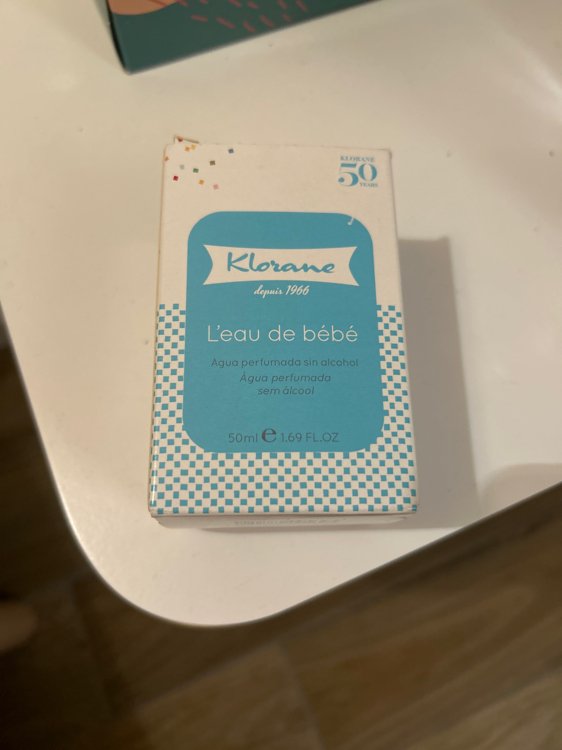 KLORANE
50
YEARS
Klorane
depuis 1966
L'eau de bébé
Agua perfumada sin alcohol
Água perfumada
sem álcool
50ml e 1.69 FL.OZ